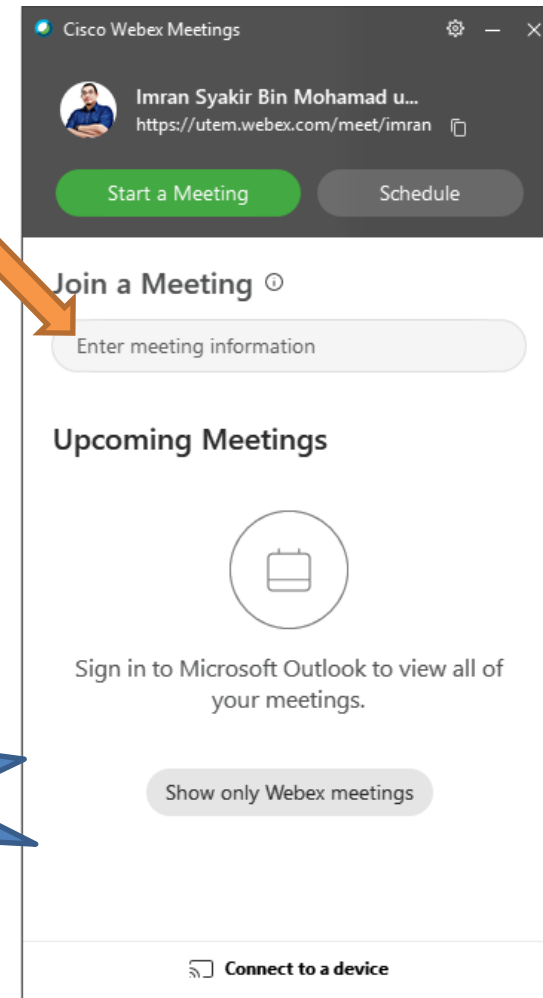 Cisco Webex Meetings
Imran Syakir Bin Mohamad u...
https://utem.webex.com/meet/imran
Start a Meeting
Schedule
Join a Meeting
Enter meeting information
Upcoming Meetings
Sign in to Microsoft Outlook to view all of
your meetings.
Show only Webex meetings
Connect to a device